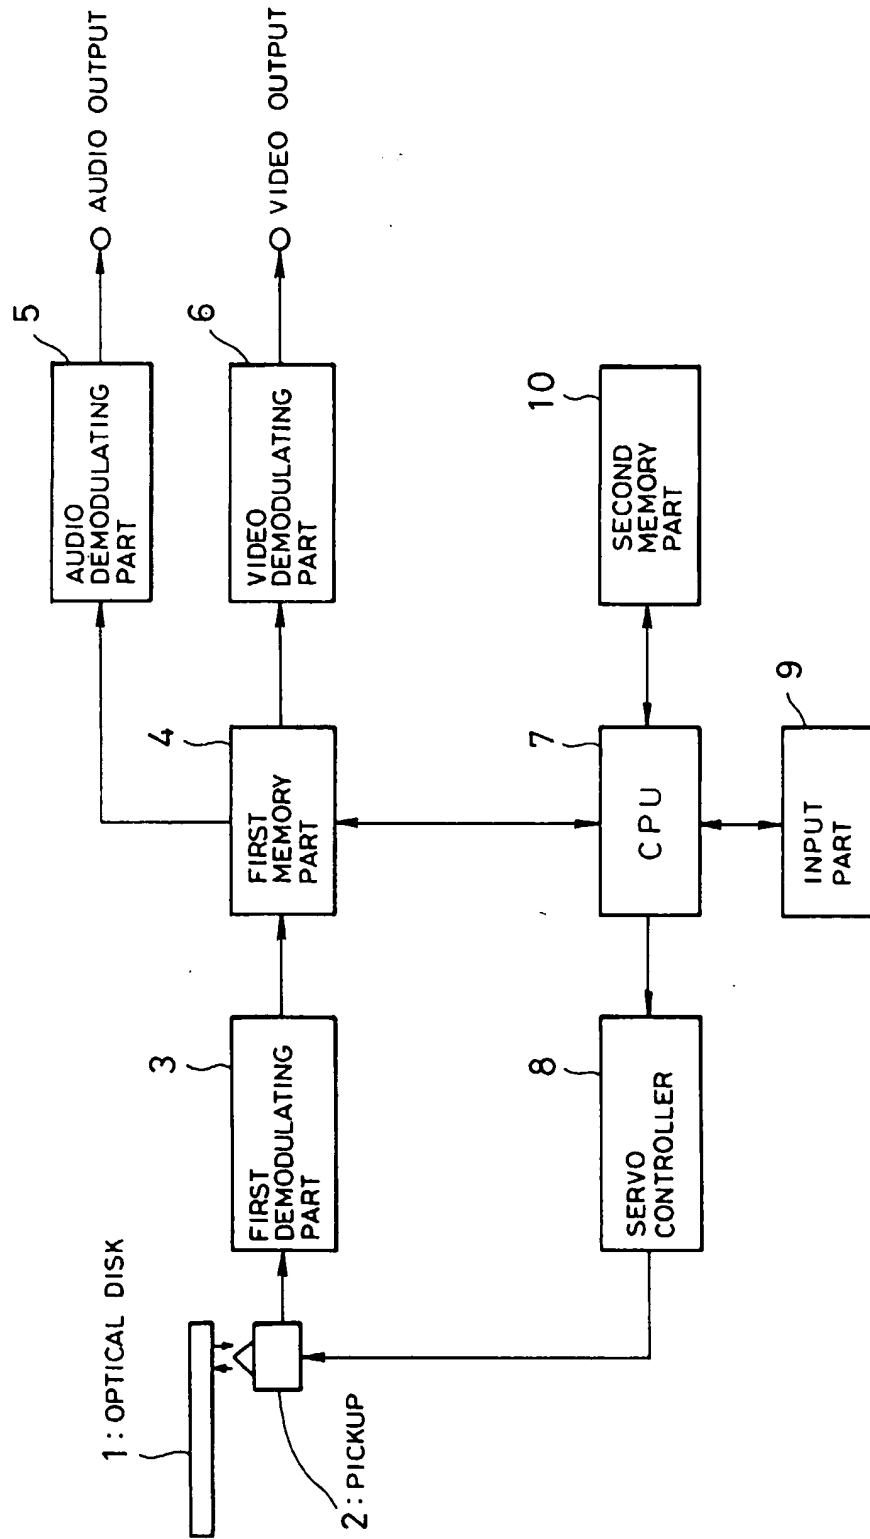 1: OPTICAL DISK
2: PICKUP
3
FIRST
DEMODULATING
PART
4
FIRST
MEMORY
PART
5
AUDIO
DEMODULATING
PART
AUDIO OUTPUT
6
VIDEO
DEMODULATING
PART
VIDEO OUTPUT
8
SERVO
CONTROLLER
7
CPU
10
SECOND
MEMORY
PART
9
INPUT
PART